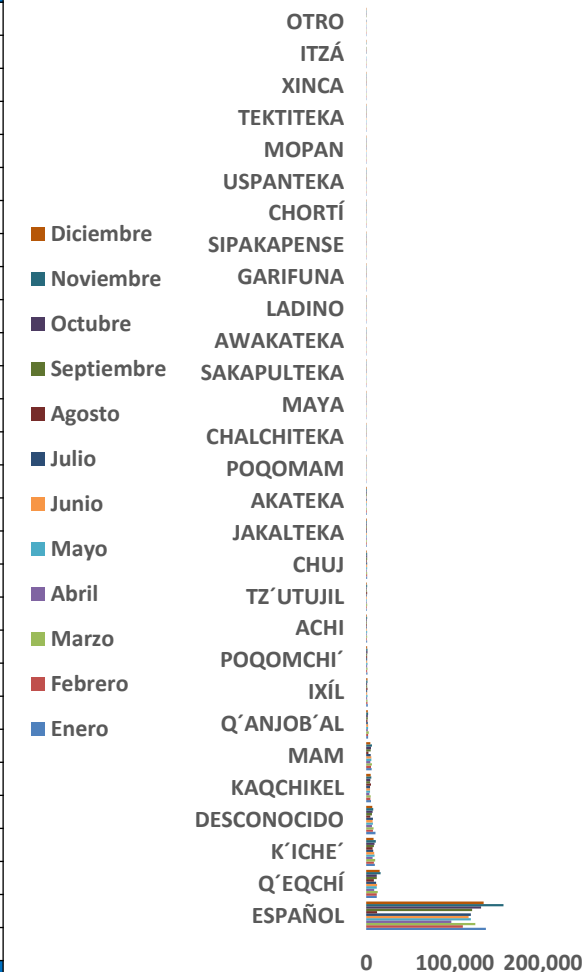 OTRO
ITZÁ
XINCA
TEKTITEKA
MOPAN
USPANTEKA
CHORTÍ
SIPAKAPENSE
GARIFUNA
LADINO
AWAKATEKA
SAKAPULTEKA
MAYA
CHALCHITEKA
POQOMAM
AKATEKA
JAKALTEKA
CHUJ
TZ´UTUJIL
ACHI
POQOMCHI´
IXÍL
Q´ANJOB´AL
MAM
KAQCHIKEL
DESCONOCIDO
K´ICHE´
Q´EQCHÍ
ESPAÑOL
Diciembre
Noviembre
Octubre
Septiembre
Agosto
Julio
Junio
Mayo
Abril
Marzo
Febrero
Enero
0 100,000 200,000